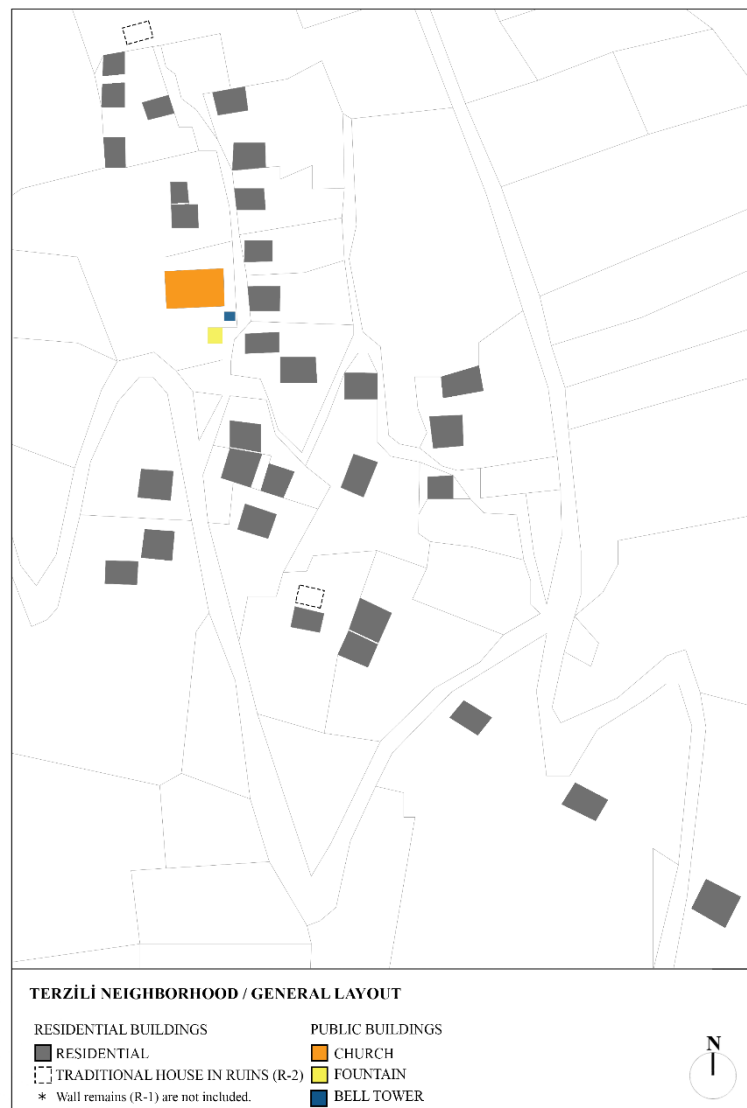 TERZİLİ NEIGHBORHOOD / GENERAL LAYOUT
RESIDENTIAL BUILDINGS
RESIDENTIAL
TRADITIONAL HOUSE IN RUINS (R-2)
* Wall remains (R-1) are not included.
PUBLIC BUILDINGS
CHURCH
FOUNTAIN
BELL TOWER
N